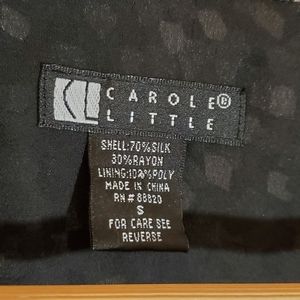 CL CAROLE®
LITTLE
SHELL:70%SILK
30%RAYON
LINING:100%POLY
MADE IN CHINA
RN#88820
S
FOR CARE SEE
REVERSE